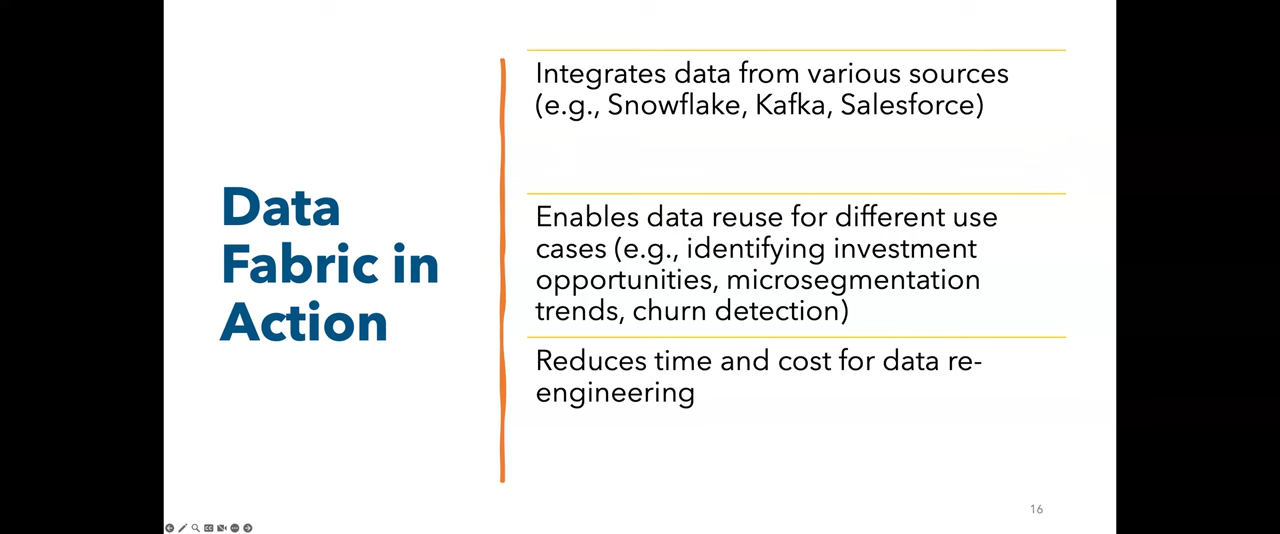 Data
Fabric in
Action
Integrates data from various sources
(e.g., Snowflake, Kafka, Salesforce)
Enables data reuse for different use
cases (e.g., identifying investment
opportunities, microsegmentation
trends, churn detection)
Reduces time and cost for data re-
engineering
16